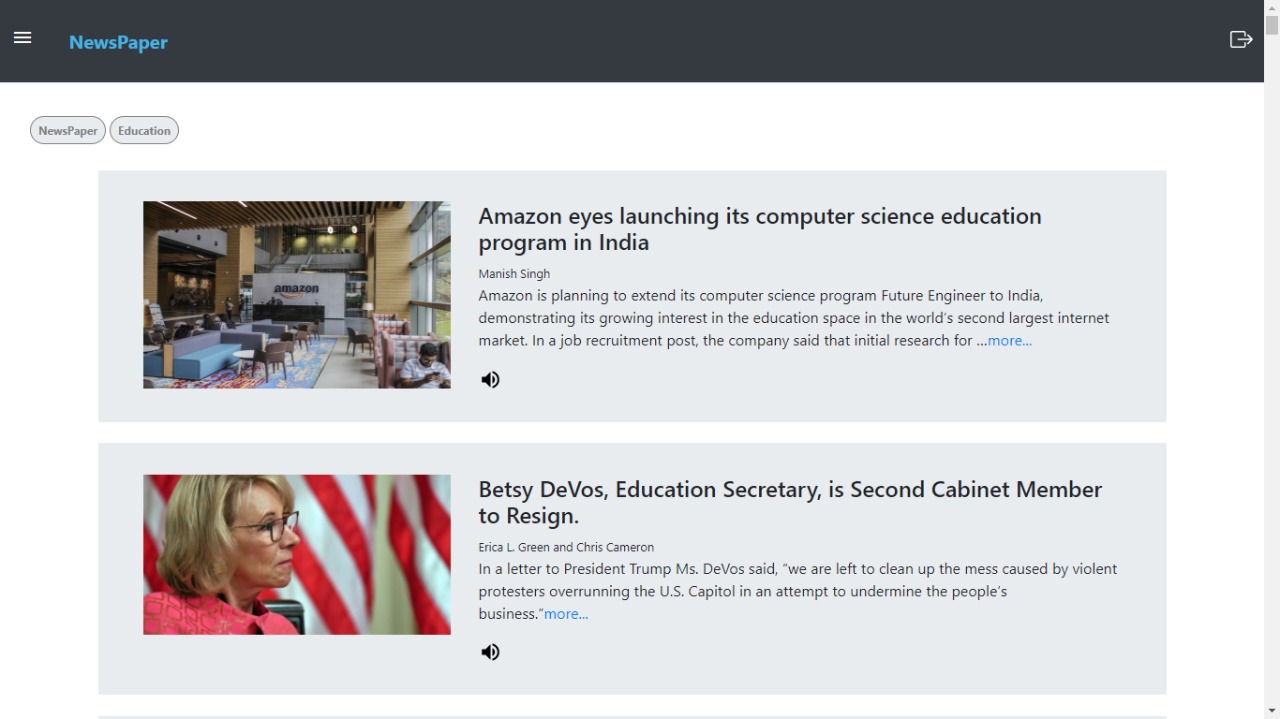 NewsPaper
NewsPaper
Education
Amazon eyes launching its computer science education
program in India
amazon
Manish Singh
Amazon is planning to extend its computer science program Future Engineer to India,
demonstrating its growing interest in the education space in the world's second largest internet
market. In a job recruitment post, the company said that initial research for ...more...
Betsy DeVos, Education Secretary, is Second Cabinet Member
to Resign.
Erica L. Green and Chris Cameron
In a letter to President Trump Ms. DeVos said, “we are left to clean up the mess caused by violent
protesters overrunning the U.S. Capitol in an attempt to undermine the people’s
business.”more...